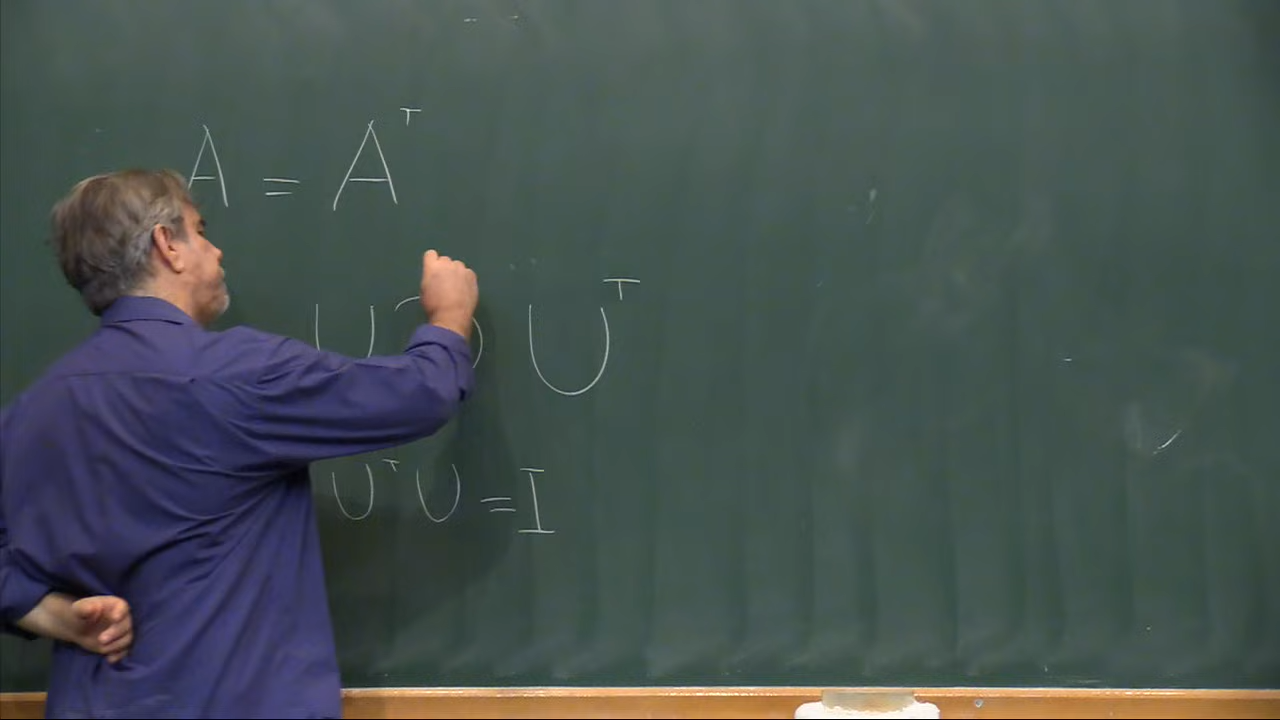 A = Aᵀ
U D Uᵀ
UᵀU = I